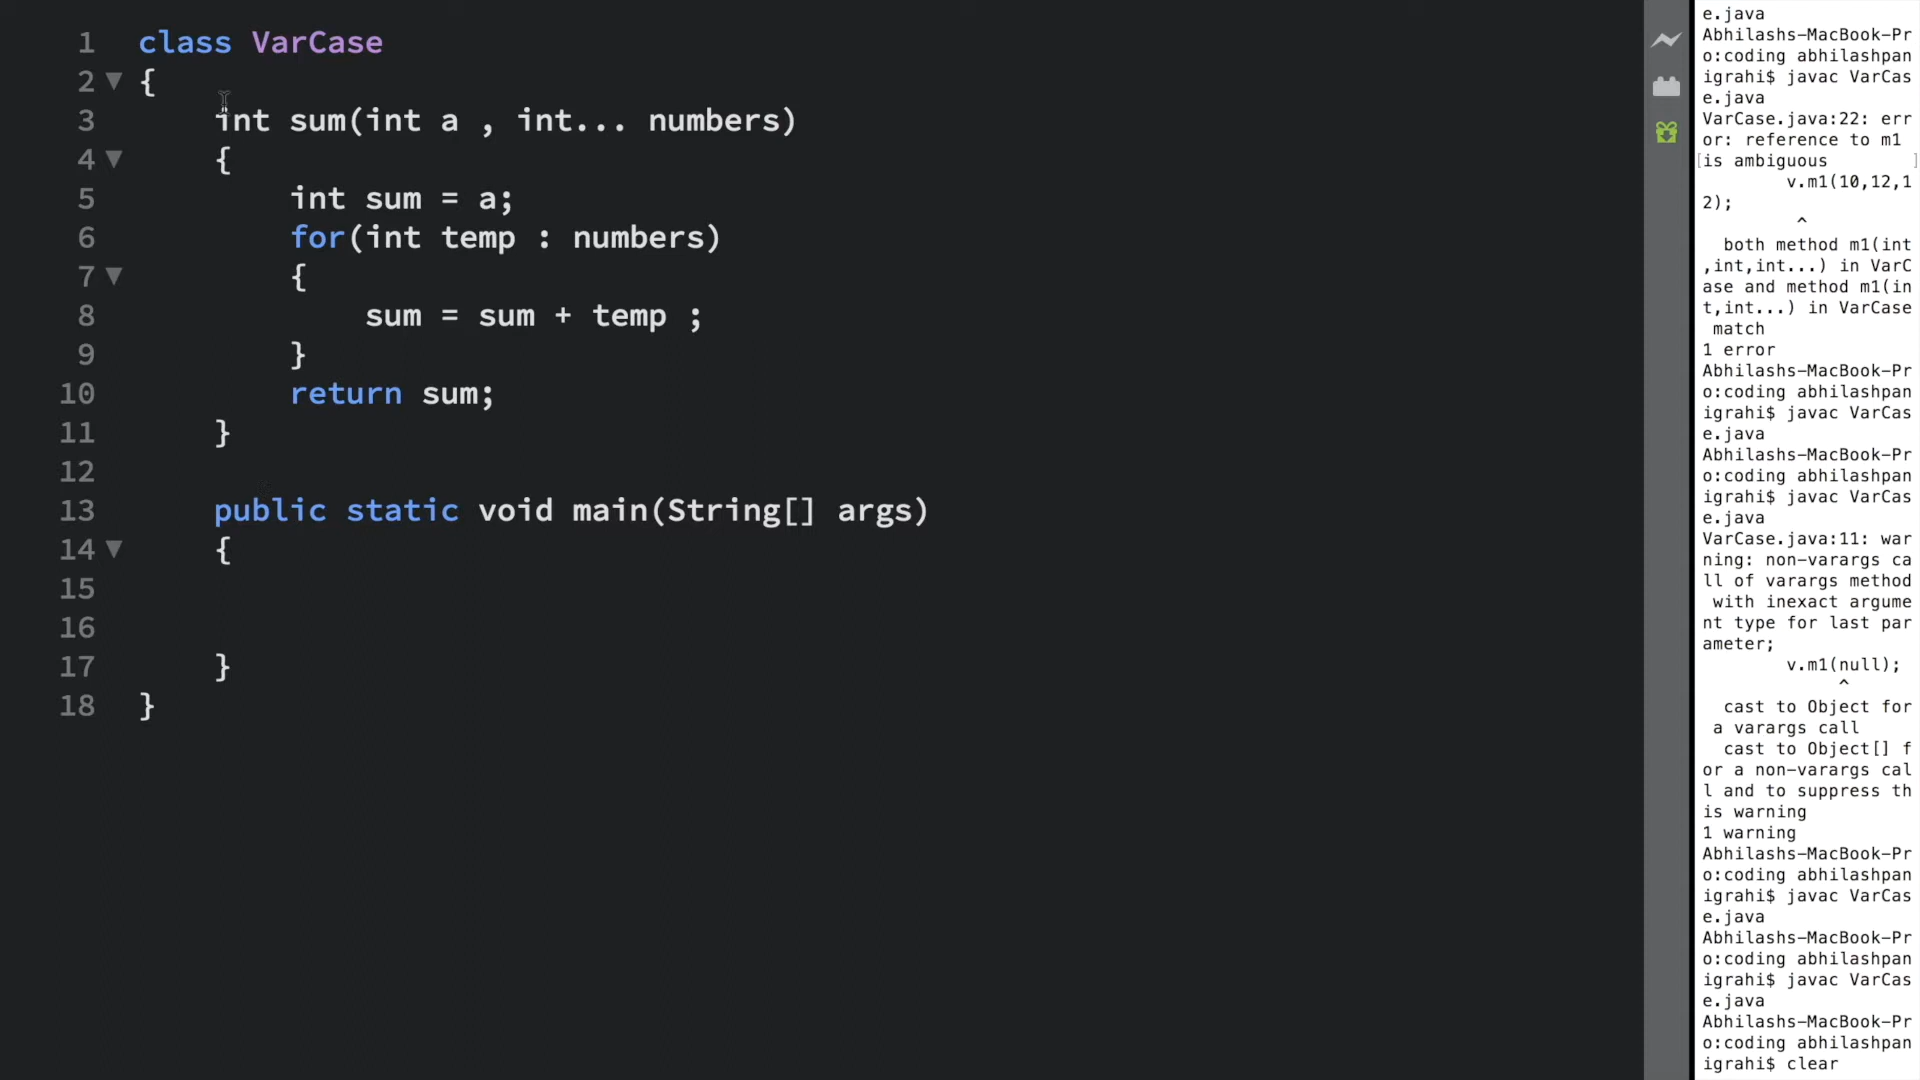 1 class VarCase
2 {
3 int sum(int a , int... numbers)
4 {
5 int sum = a;
6 for(int temp : numbers)
7 {
8 sum = sum + temp ;
9 }
10 return sum;
11 }
12
13 public static void main(String[] args)
14 {
15
16
17 }
18 }
e.java
Abhilashs-MacBook-Pr
o:coding abhilashpan
igrahi$ javac VarCas
e.java
VarCase.java:22: err
or: reference to m1
[is ambiguous ]
v.m1(10,12,1
2);
^
both method m1(int
,int,int...) in VarC
ase and method m1(in
t,int...) in VarCase
match
1 error
Abhilashs-MacBook-Pr
o:coding abhilashpan
igrahi$ javac VarCas
e.java
Abhilashs-MacBook-Pr
o:coding abhilashpan
igrahi$ javac VarCas
e.java
VarCase.java:11: war
ning: non-varargs ca
ll of varargs method
with inexact argume
nt type for last par
ameter;
v.m1(null);
^
cast to Object for
a varargs call
cast to Object[] f
or a non-varargs cal
l and to suppress th
is warning
1 warning
Abhilashs-MacBook-Pr
o:coding abhilashpan
igrahi$ javac VarCas
e.java
Abhilashs-MacBook-Pr
o:coding abhilashpan
igrahi$ javac VarCas
e.java
Abhilashs-MacBook-Pr
o:coding abhilashpan
igrahi$ clear